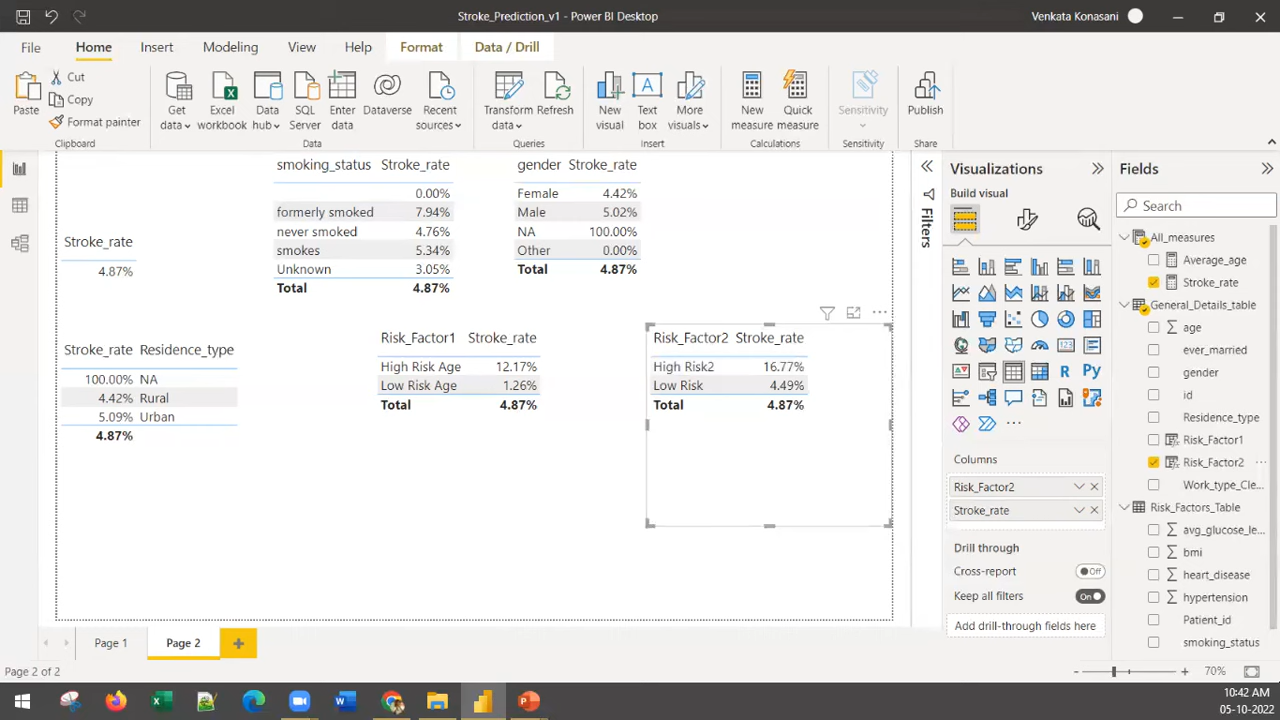 Stroke_Prediction_v1 - Power BI Desktop
Venkata Konasani
File Home Insert Modeling View Help Format Data / Drill
Paste
Cut
Copy
Format painter
Clipboard
Get data
Excel workbook
Data hub
SQL Server
Enter data
Dataverse
Recent sources
Data
Transform data
Refresh
Queries
New visual
Text box
More visuals
Insert
New measure
Quick measure
Calculations
Sensitivity
Sensitivity
Publish
Share
Stroke_rate
4.87%
smoking_status Stroke_rate
0.00%
formerly smoked 7.94%
never smoked 4.76%
smokes 5.34%
Unknown 3.05%
Total 4.87%
gender Stroke_rate
Female 4.42%
Male 5.02%
NA 100.00%
Other 0.00%
Total 4.87%
Stroke_rate Residence_type
100.00% NA
4.42% Rural
5.09% Urban
4.87%
Risk_Factor1 Stroke_rate
High Risk Age 12.17%
Low Risk Age 1.26%
Total 4.87%
Risk_Factor2 Stroke_rate
High Risk2 16.77%
Low Risk 4.49%
Total 4.87%
Filters
Visualizations
Build visual
R Py
123
Columns
Risk_Factor2
Stroke_rate
Drill through
Cross-report Off
Keep all filters On
Add drill-through fields here
Fields
Search
All_measures
Average_age
Stroke_rate
General_Details_table
age
ever_married
gender
id
Residence_type
Risk_Factor1
Risk_Factor2
Work_type_Cle...
Risk_Factors_Table
avg_glucose_le...
bmi
heart_disease
hypertension
Patient_id
smoking_status
Page 1 Page 2
Page 2 of 2
70%
10:42 AM
05-10-2022